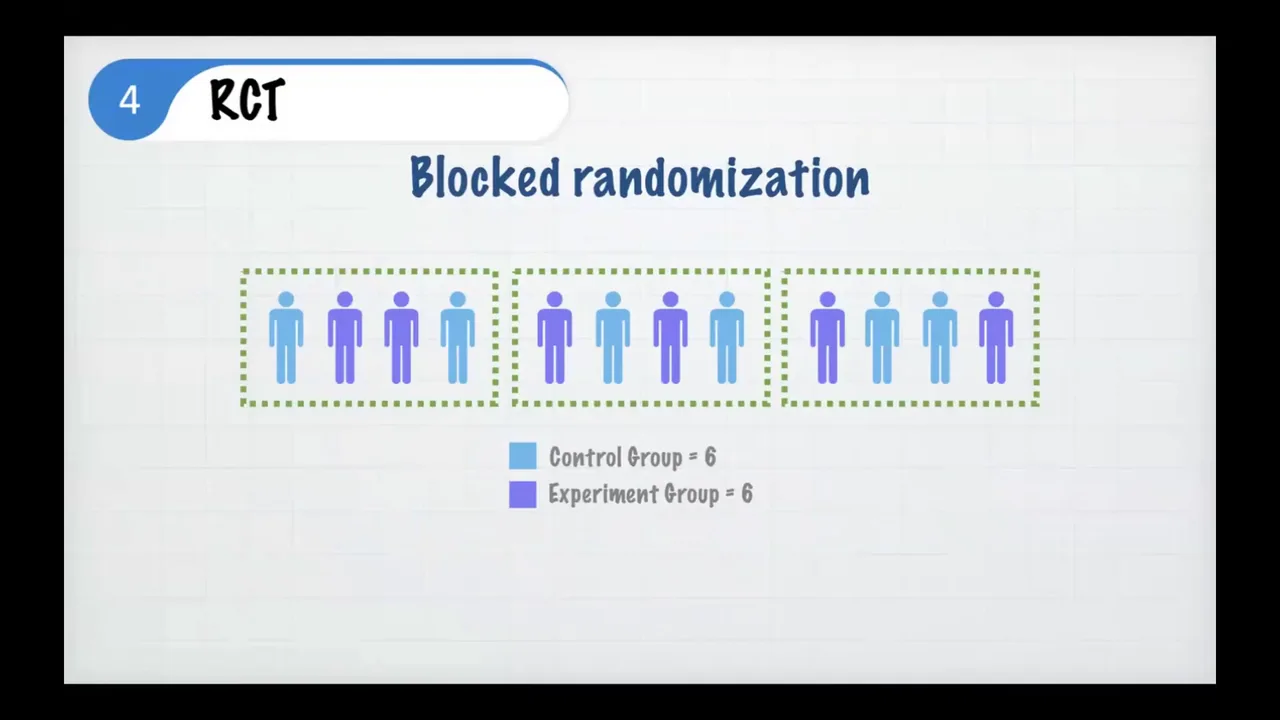 4
RCT
Blocked randomization
Control Group = 6
Experiment Group = 6